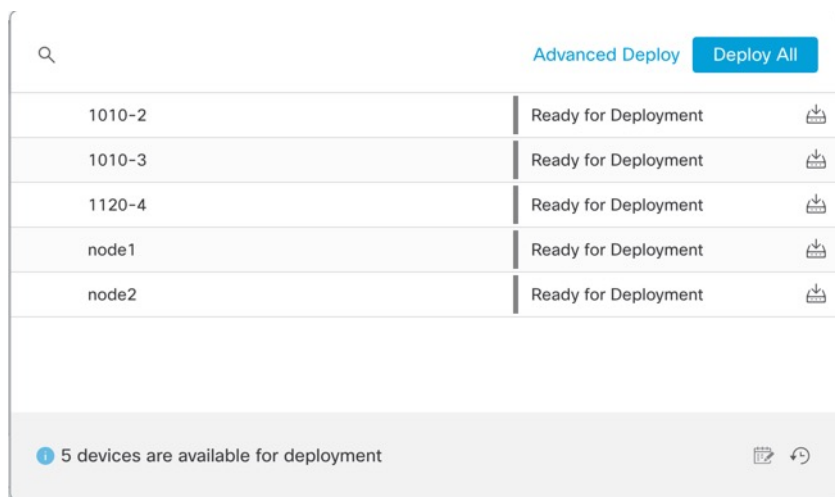 Advanced Deploy Deploy All
1010-2 Ready for Deployment
1010-3 Ready for Deployment
1120-4 Ready for Deployment
node1 Ready for Deployment
node2 Ready for Deployment
5 devices are available for deployment